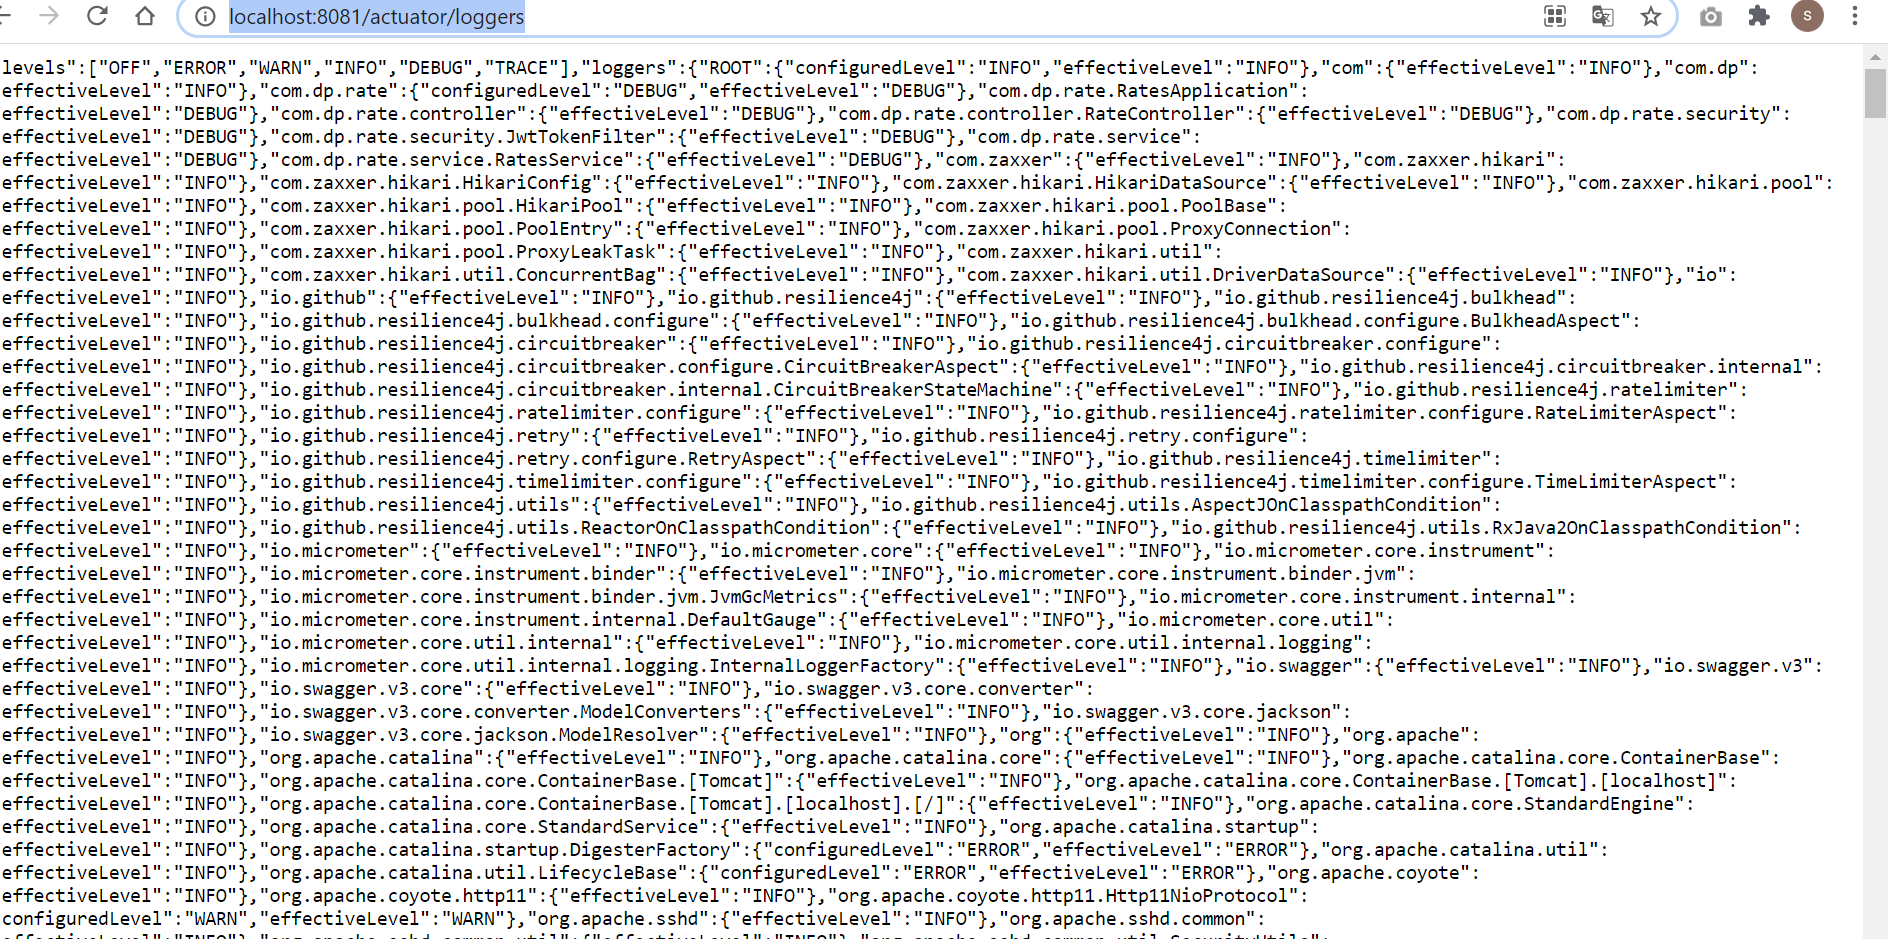 localhost:8081/actuator/loggers
S
levels":["OFF","ERROR","WARN","INFO","DEBUG","TRACE"],"loggers":{"ROOT":{"configuredLevel":"INFO","effectiveLevel":"INFO"},"com":{"effectiveLevel":"INFO"},"com.dp":
effectiveLevel":"INFO"},"com.dp.rate":{"configuredLevel":"DEBUG","effectiveLevel":"DEBUG"},"com.dp.rate.RatesApplication":
effectiveLevel":"DEBUG"},"com.dp.rate.controller":{"effectiveLevel":"DEBUG"},"com.dp.rate.controller.RateController":{"effectiveLevel":"DEBUG"},"com.dp.rate.security":
effectiveLevel":"DEBUG"},"com.dp.rate.security.JwtTokenFilter":{"effectiveLevel":"DEBUG"},"com.dp.rate.service":
effectiveLevel":"DEBUG"},"com.dp.rate.service.RatesService":{"effectiveLevel":"DEBUG"},"com.zaxxer":{"effectiveLevel":"INFO"},"com.zaxxer.hikari":
effectiveLevel":"INFO"},"com.zaxxer.hikari.HikariConfig":{"effectiveLevel":"INFO"},"com.zaxxer.hikari.HikariDataSource":{"effectiveLevel":"INFO"},"com.zaxxer.hikari.pool":
effectiveLevel":"INFO"},"com.zaxxer.hikari.pool.HikariPool":{"effectiveLevel":"INFO"},"com.zaxxer.hikari.pool.PoolBase":
effectiveLevel":"INFO"},"com.zaxxer.hikari.pool.PoolEntry":{"effectiveLevel":"INFO"},"com.zaxxer.hikari.pool.ProxyConnection":
effectiveLevel":"INFO"},"com.zaxxer.hikari.pool.ProxyLeakTask":{"effectiveLevel":"INFO"},"com.zaxxer.hikari.util":
effectiveLevel":"INFO"},"com.zaxxer.hikari.util.ConcurrentBag":{"effectiveLevel":"INFO"},"com.zaxxer.hikari.util.DriverDataSource":{"effectiveLevel":"INFO"},"io":
effectiveLevel":"INFO"},"io.github":{"effectiveLevel":"INFO"},"io.github.resilience4j":{"effectiveLevel":"INFO"},"io.github.resilience4j.bulkhead":
effectiveLevel":"INFO"},"io.github.resilience4j.bulkhead.configure":{"effectiveLevel":"INFO"},"io.github.resilience4j.bulkhead.configure.BulkheadAspect":
effectiveLevel":"INFO"},"io.github.resilience4j.circuitbreaker":{"effectiveLevel":"INFO"},"io.github.resilience4j.circuitbreaker.configure":
effectiveLevel":"INFO"},"io.github.resilience4j.circuitbreaker.configure.CircuitBreakerAspect":{"effectiveLevel":"INFO"},"io.github.resilience4j.circuitbreaker.internal":
effectiveLevel":"INFO"},"io.github.resilience4j.circuitbreaker.internal.CircuitBreakerStateMachine":{"effectiveLevel":"INFO"},"io.github.resilience4j.ratelimiter":
effectiveLevel":"INFO"},"io.github.resilience4j.ratelimiter.configure":{"effectiveLevel":"INFO"},"io.github.resilience4j.ratelimiter.configure.RateLimiterAspect":
effectiveLevel":"INFO"},"io.github.resilience4j.retry":{"effectiveLevel":"INFO"},"io.github.resilience4j.retry.configure":
effectiveLevel":"INFO"},"io.github.resilience4j.retry.configure.RetryAspect":{"effectiveLevel":"INFO"},"io.github.resilience4j.timelimiter":
effectiveLevel":"INFO"},"io.github.resilience4j.timelimiter.configure":{"effectiveLevel":"INFO"},"io.github.resilience4j.timelimiter.configure.TimeLimiterAspect":
effectiveLevel":"INFO"},"io.github.resilience4j.utils":{"effectiveLevel":"INFO"},"io.github.resilience4j.utils.AspectJOnClasspathCondition":
effectiveLevel":"INFO"},"io.github.resilience4j.utils.ReactorOnClasspathCondition":{"effectiveLevel":"INFO"},"io.github.resilience4j.utils.RxJava2OnClasspathCondition":
effectiveLevel":"INFO"},"io.micrometer":{"effectiveLevel":"INFO"},"io.micrometer.core":{"effectiveLevel":"INFO"},"io.micrometer.core.instrument":
effectiveLevel":"INFO"},"io.micrometer.core.instrument.binder":{"effectiveLevel":"INFO"},"io.micrometer.core.instrument.binder.jvm":
effectiveLevel":"INFO"},"io.micrometer.core.instrument.binder.jvm.JvmGcMetrics":{"effectiveLevel":"INFO"},"io.micrometer.core.instrument.internal":
effectiveLevel":"INFO"},"io.micrometer.core.instrument.internal.DefaultGauge":{"effectiveLevel":"INFO"},"io.micrometer.core.util":
effectiveLevel":"INFO"},"io.micrometer.core.util.internal":{"effectiveLevel":"INFO"},"io.micrometer.core.util.internal.logging":
effectiveLevel":"INFO"},"io.micrometer.core.util.internal.logging.InternalLoggerFactory":{"effectiveLevel":"INFO"},"io.swagger":{"effectiveLevel":"INFO"},"io.swagger.v3":
effectiveLevel":"INFO"},"io.swagger.v3.core":{"effectiveLevel":"INFO"},"io.swagger.v3.core.converter":
effectiveLevel":"INFO"},"io.swagger.v3.core.converter.ModelConverters":{"effectiveLevel":"INFO"},"io.swagger.v3.core.jackson":
effectiveLevel":"INFO"},"io.swagger.v3.core.jackson.ModelResolver":{"effectiveLevel":"INFO"},"org":{"effectiveLevel":"INFO"},"org.apache":
effectiveLevel":"INFO"},"org.apache.catalina":{"effectiveLevel":"INFO"},"org.apache.catalina.core":{"effectiveLevel":"INFO"},"org.apache.catalina.core.ContainerBase":
effectiveLevel":"INFO"},"org.apache.catalina.core.ContainerBase.[Tomcat]":{"effectiveLevel":"INFO"},"org.apache.catalina.core.ContainerBase.[Tomcat].[localhost]":
effectiveLevel":"INFO"},"org.apache.catalina.core.ContainerBase.[Tomcat].[localhost].[/]":{"effectiveLevel":"INFO"},"org.apache.catalina.core.StandardEngine":
effectiveLevel":"INFO"},"org.apache.catalina.core.StandardService":{"effectiveLevel":"INFO"},"org.apache.catalina.startup":
effectiveLevel":"INFO"},"org.apache.catalina.startup.DigesterFactory":{"configuredLevel":"ERROR","effectiveLevel":"ERROR"},"org.apache.catalina.util":
effectiveLevel":"INFO"},"org.apache.catalina.util.LifecycleBase":{"configuredLevel":"ERROR","effectiveLevel":"ERROR"},"org.apache.coyote":
effectiveLevel":"INFO"},"org.apache.coyote.http11":{"effectiveLevel":"INFO"},"org.apache.coyote.http11.Http11NioProtocol":
configuredLevel":"WARN","effectiveLevel":"WARN"},"org.apache.sshd":{"effectiveLevel":"INFO"},"org.apache.sshd.common":
effectiveLevel":"INFO"},"org.apache.sshd.common.util":{"effectiveLevel":"INFO"},"org.apache.sshd.common.util.SecurityUtils":